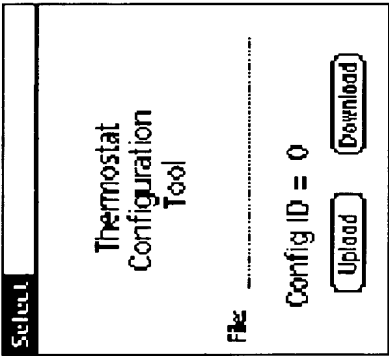 Select
Thermostat
Configuration
Tool
File:
Config ID = 0
Upload Download